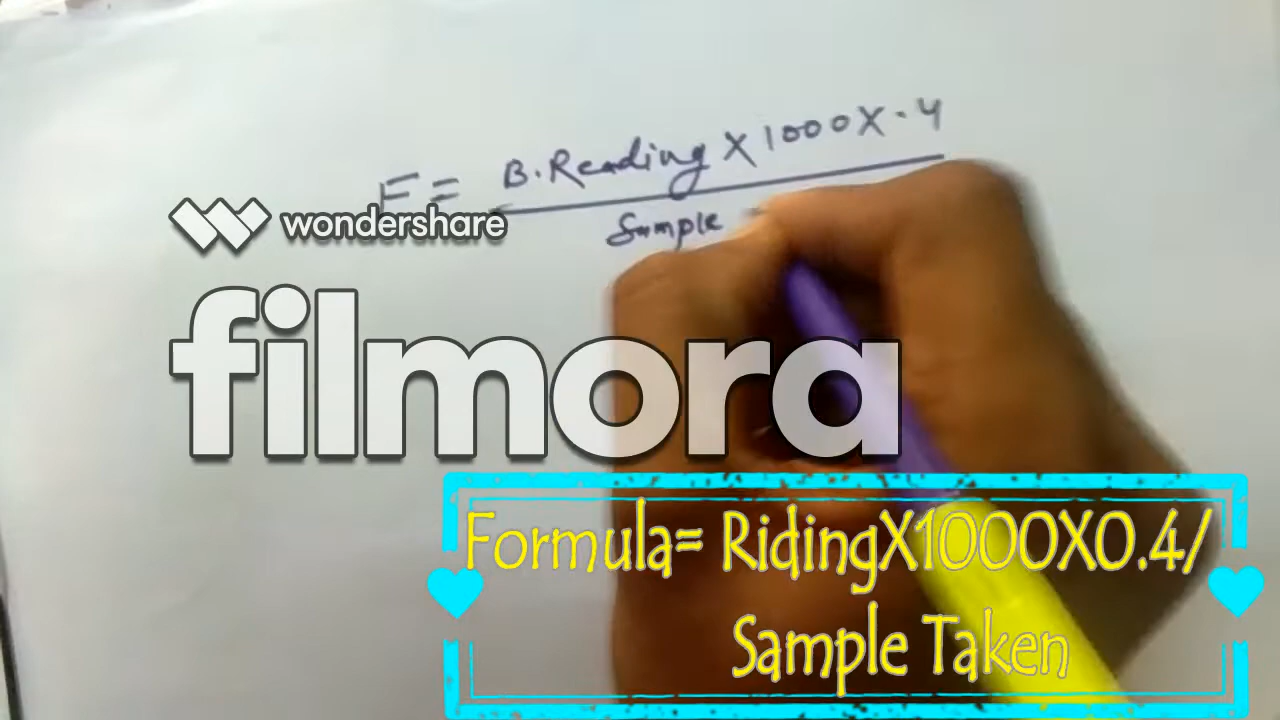 F = B.Reading X 1000 X .4
Sample
wondershare
filmora
Formula= RidingX1000X0.4/
Sample Taken